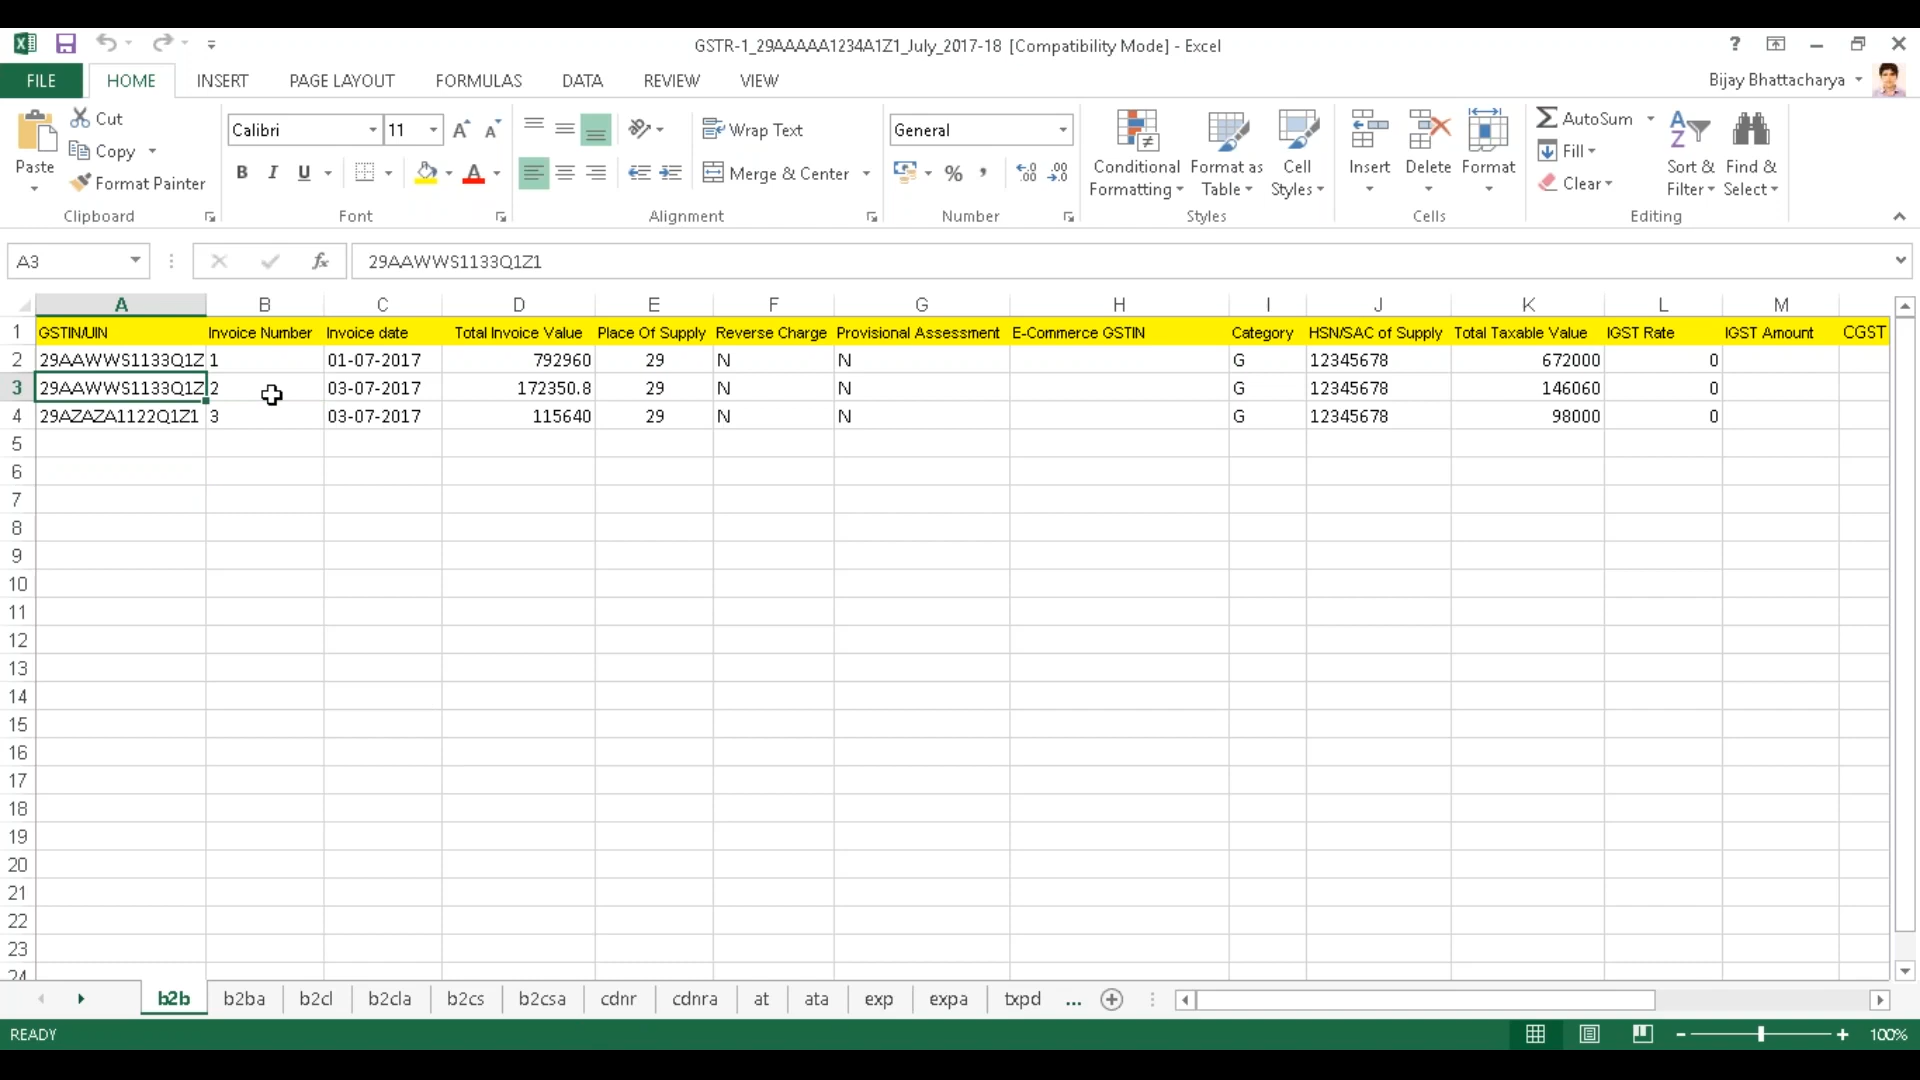 GSTR-1_29AAAAA1234A1Z1_July_2017-18 [Compatibility Mode] - Excel
FILE HOME INSERT PAGE LAYOUT FORMULAS DATA REVIEW VIEW Bijay Bhattacharya
Paste
Cut
Copy
Format Painter
Clipboard
Calibri 11
B I U
Font
Wrap Text
Merge & Center
Alignment
General
%
Number
Conditional Formatting
Format as Table
Cell Styles
Styles
Insert
Delete
Format
Cells
AutoSum
Fill
Clear
Sort & Filter
Find & Select
Editing
A3 fx 29AAWWS1133Q1Z1
A B C D E F G H I J K L M
1 GSTIN/UIN Invoice Number Invoice date Total Invoice Value Place Of Supply Reverse Charge Provisional Assessment E-Commerce GSTIN Category HSN/SAC of Supply Total Taxable Value IGST Rate IGST Amount CGST
2 29AAWWS1133Q1Z 1 01-07-2017 792960 29 N N G 12345678 672000 0
3 29AAWWS1133Q1Z 2 03-07-2017 172350.8 29 N N G 12345678 146060 0
4 29AZAZA1122Q1Z1 3 03-07-2017 115640 29 N N G 12345678 98000 0
5
6
7
8
9
10
11
12
13
14
15
16
17
18
19
20
21
22
23
24
b2b b2ba b2cl b2cla b2cs b2csa cdnr cdnra at ata exp expa txpd ...
READY 100%